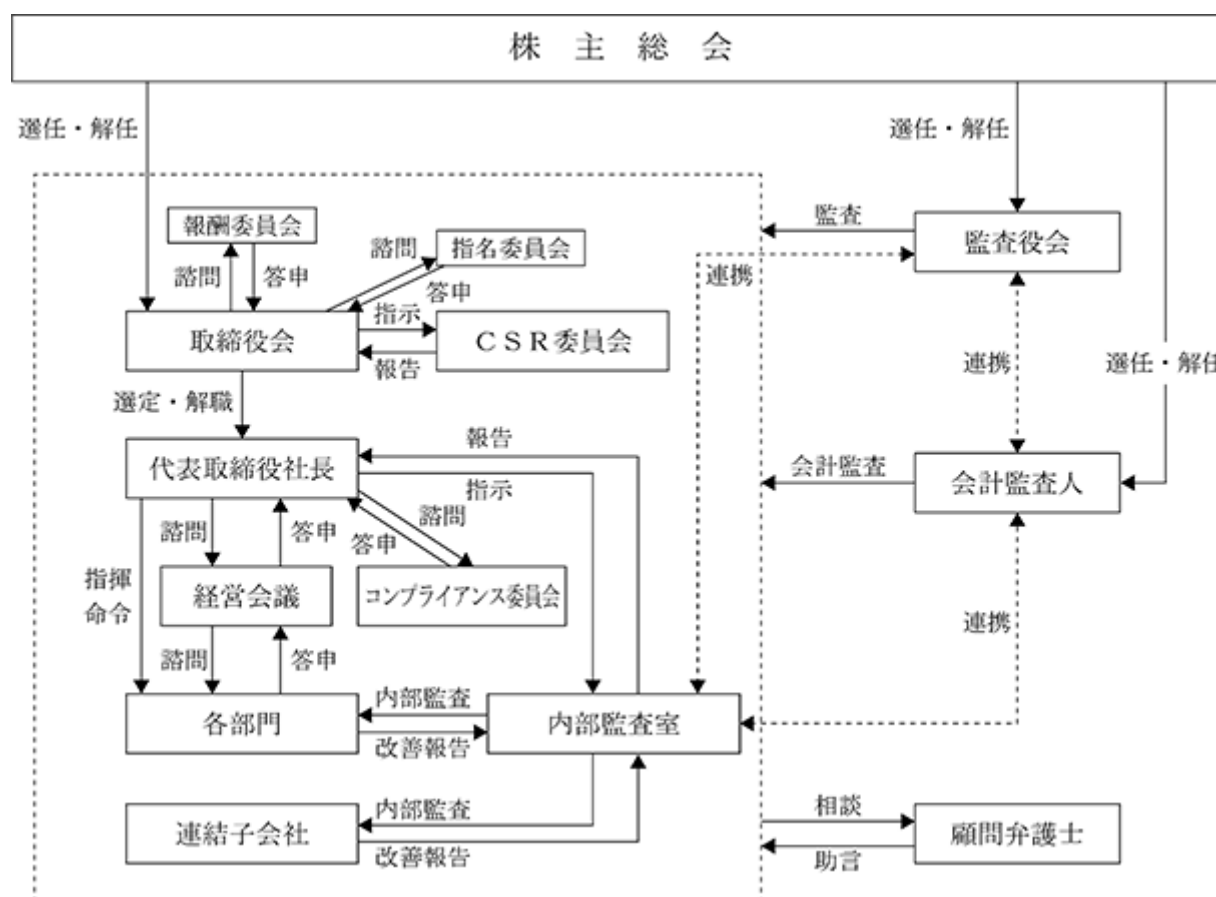 株主総会
選任・解任
選任・解任
選任・解任
報酬委員会
諮問
答申
諮問
指名委員会
答申
監査
監査役会
連携
取締役会
指示
CSR委員会
報告
連携
選定・解職
報告
代表取締役社長
指示
会計監査
会計監査人
諮問
答申
諮問
答申
指揮
命令
経営会議
コンプライアンス委員会
諮問
答申
連携
各部門
内部監査
改善報告
内部監査室
連結子会社
内部監査
改善報告
相談
助言
顧問弁護士